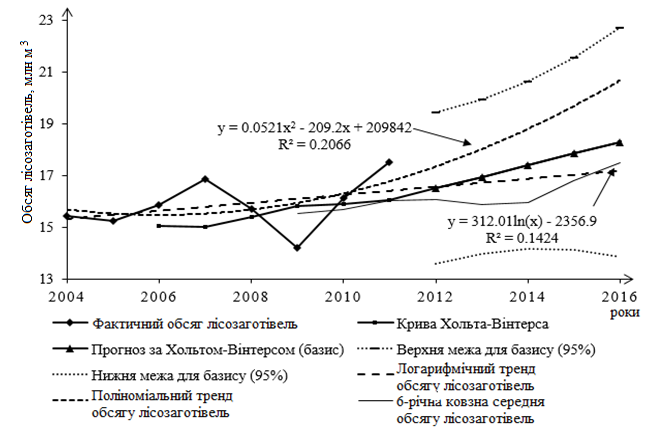 Обсяг лісозаготівель, млн м 3
23
21
19
17
15
13
y = 0.0521x2 - 209.2x + 209842
R² = 0.2066
y = 312.01ln(x) - 2356.9
R² = 0.1424
2004 2006 2008 2010 2012 2014 2016
роки
Фактичний обсяг лісозаготівель
Крива Хольта-Вінтерса
Прогноз за Хольтом-Вінтерсом (базис)
Верхня межа для базису (95%)
Нижня межа для базису (95%)
Логарифмічний тренд
обсягу лісозаготівель
Поліноміальний тренд
обсягу лісозаготівель
6-річна ковзна середня
обсягу лісозаготівель